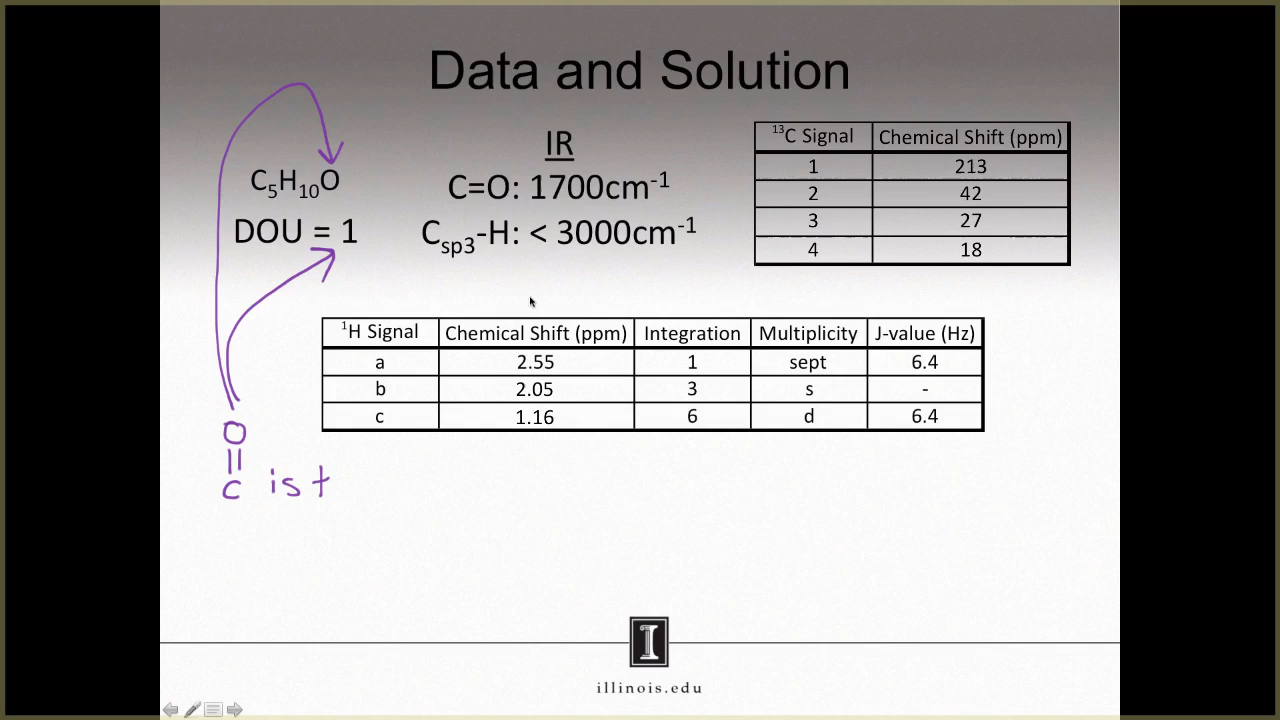 Data and Solution
C5H10O
DOU = 1
IR
C=O: 1700cm-1
Csp3-H: < 3000cm-1
13C Signal Chemical Shift (ppm)
1 213
2 42
3 27
4 18
1H Signal Chemical Shift (ppm) Integration Multiplicity J-value (Hz)
a 2.55 1 sept 6.4
b 2.05 3 s -
c 1.16 6 d 6.4
O
||
C is t
I
illinois.edu